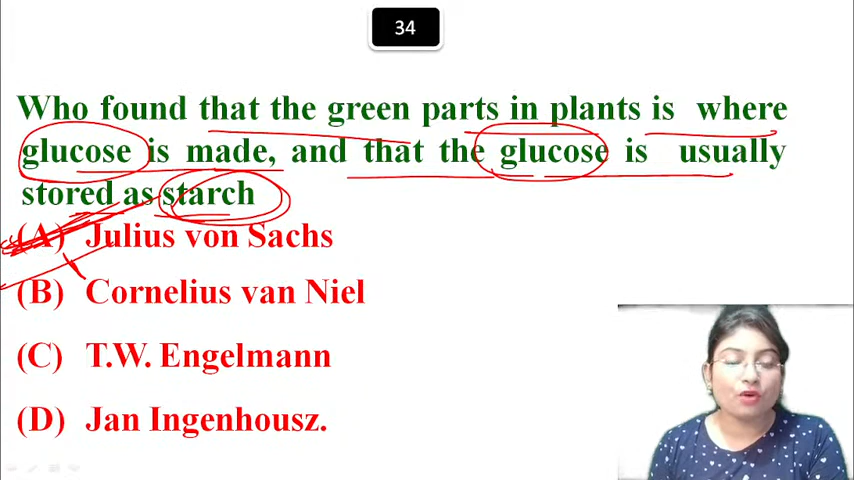 34
Who found that the green parts in plants is where
glucose is made, and that the glucose is usually
stored as starch
(A) Julius von Sachs
(B) Cornelius van Niel
(C) T.W. Engelmann
(D) Jan Ingenhousz.